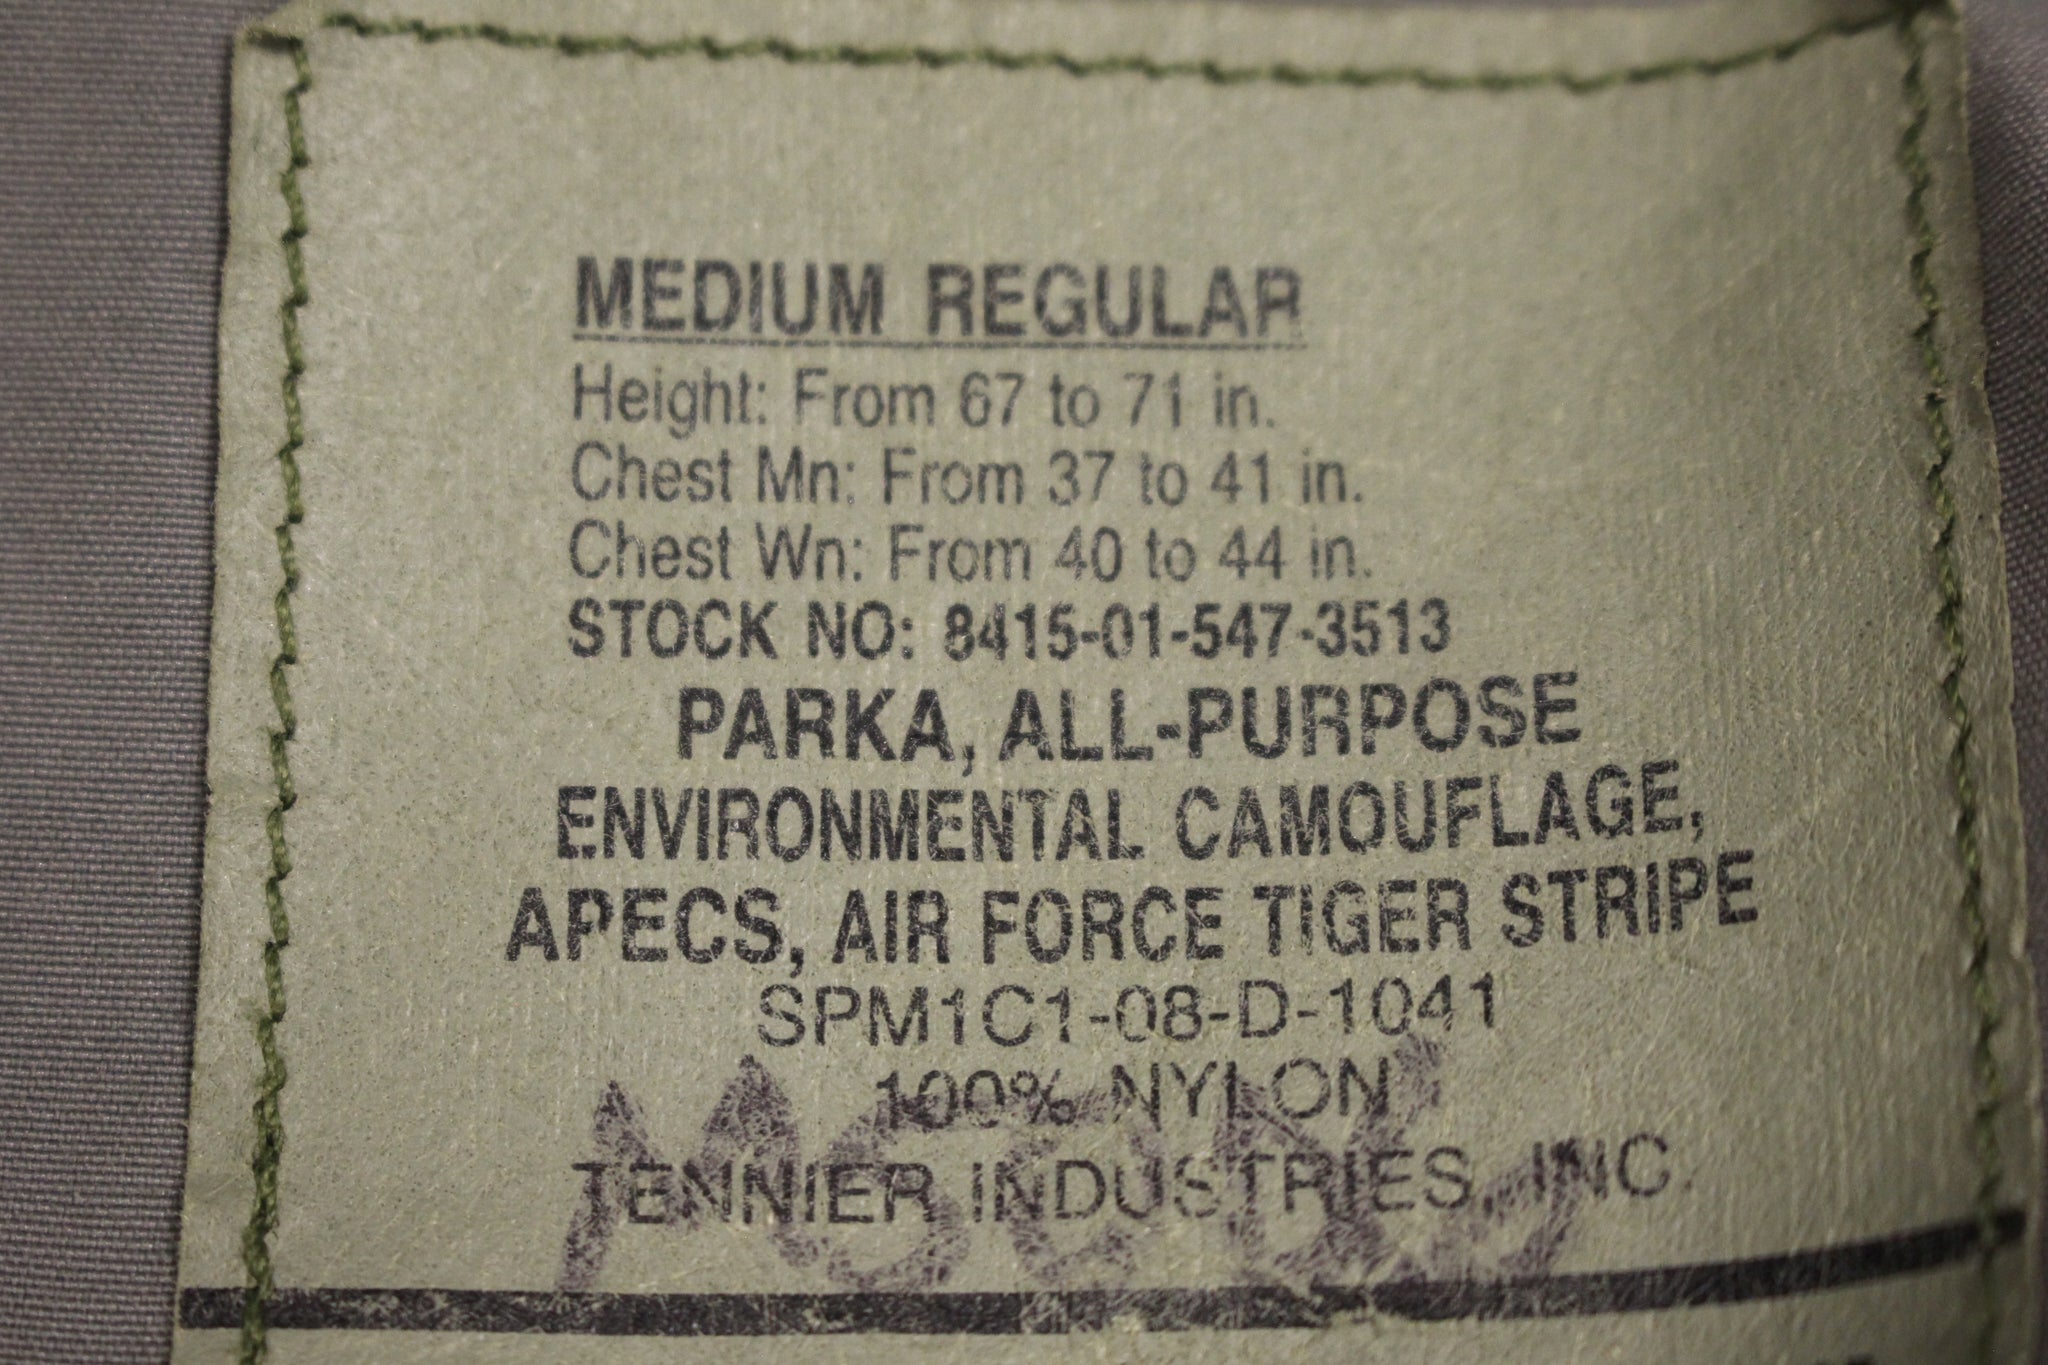 MEDIUM REGULAR
Height: From 67 to 71 in.
Chest Mn: From 37 to 41 in.
Chest Wn: From 40 to 44 in.
STOCK NO: 8415-01-547-3513
PARKA, ALL-PURPOSE
ENVIRONMENTAL CAMOUFLAGE,
APECS, AIR FORCE TIGER STRIPE
SPM1C1-08-D-1041
100% NYLON
TENNIER INDUSTRIES, INC.